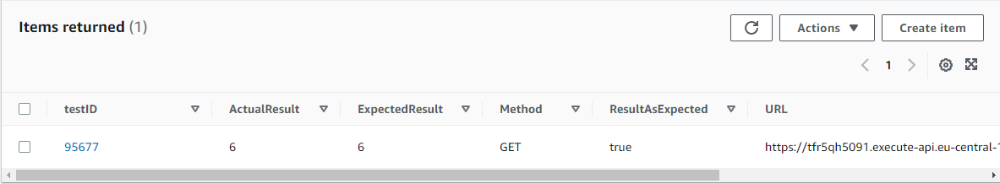 Items returned (1)
Actions
Create item
1
testID ActualResult ExpectedResult Method ResultAsExpected URL
95677 6 6 GET true https://tfr5qh5091.execute-api.eu-central-1